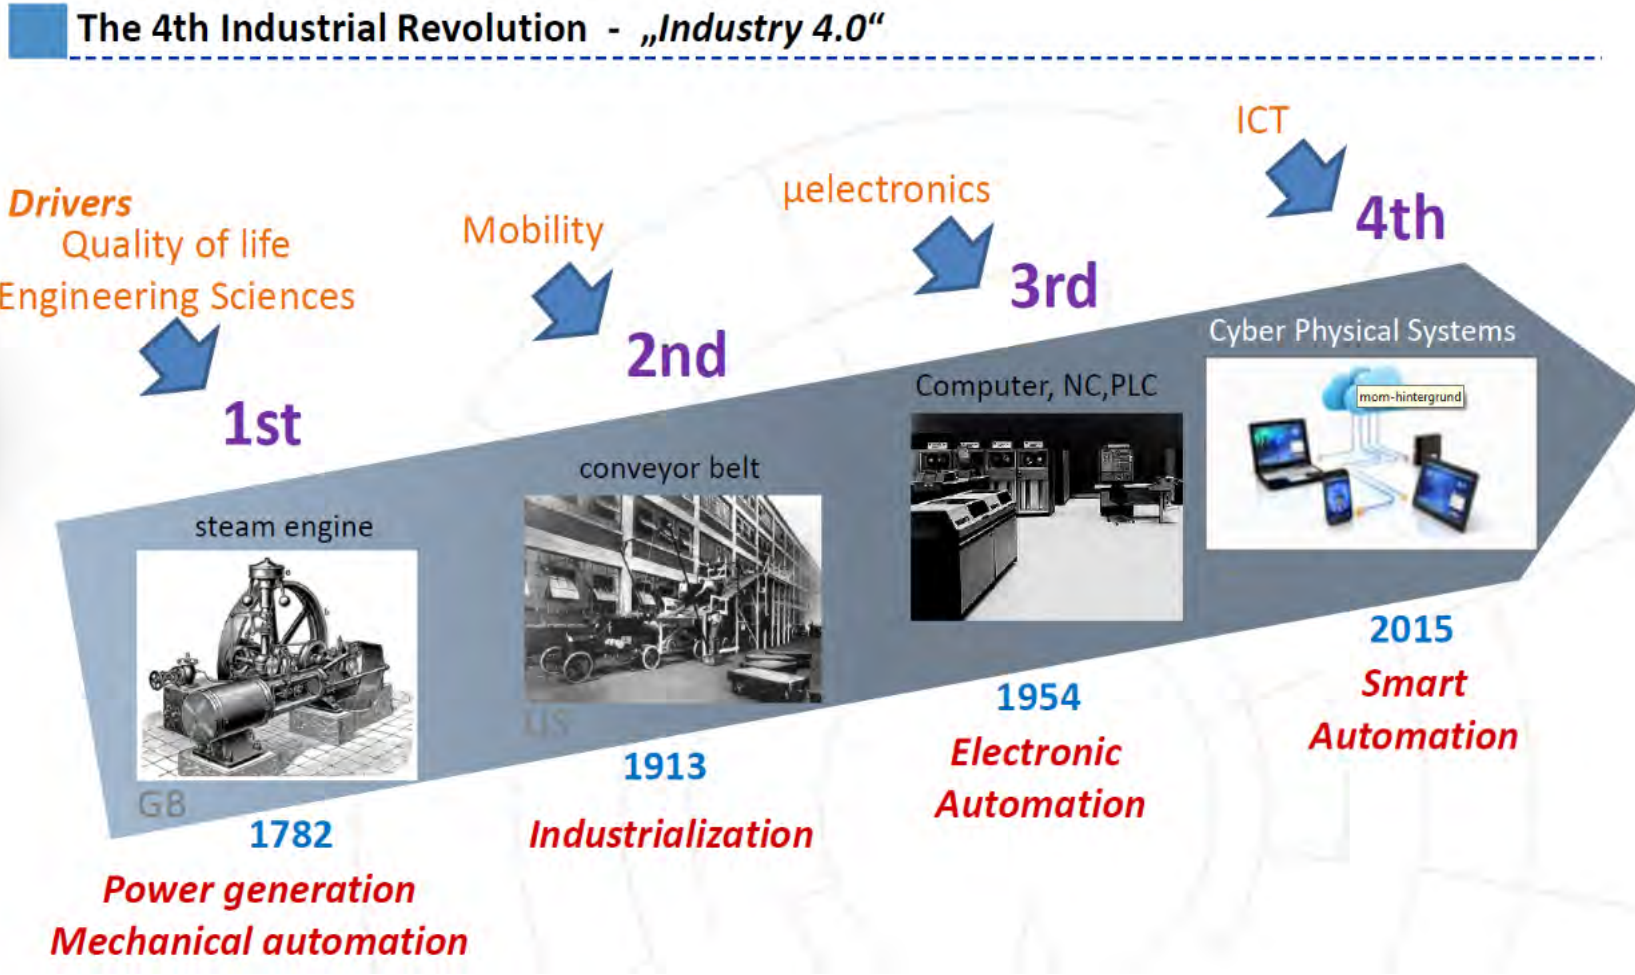 The 4th Industrial Revolution - „Industry 4.0“
Drivers
Quality of life
Engineering Sciences
1st
steam engine
GB
1782
Power generation
Mechanical automation
Mobility
2nd
conveyor belt
US
1913
Industrialization
µelectronics
3rd
Computer, NC,PLC
1954
Electronic
Automation
ICT
4th
Cyber Physical Systems
mom-hintergrund
2015
Smart
Automation